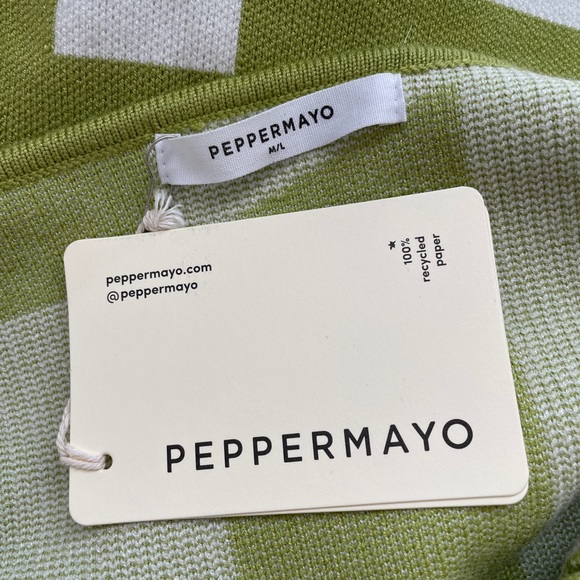 PEPPERMAYO
M/L
peppermayo.com
@peppermayo
100%
recycled
paper
PEPPERMAYO